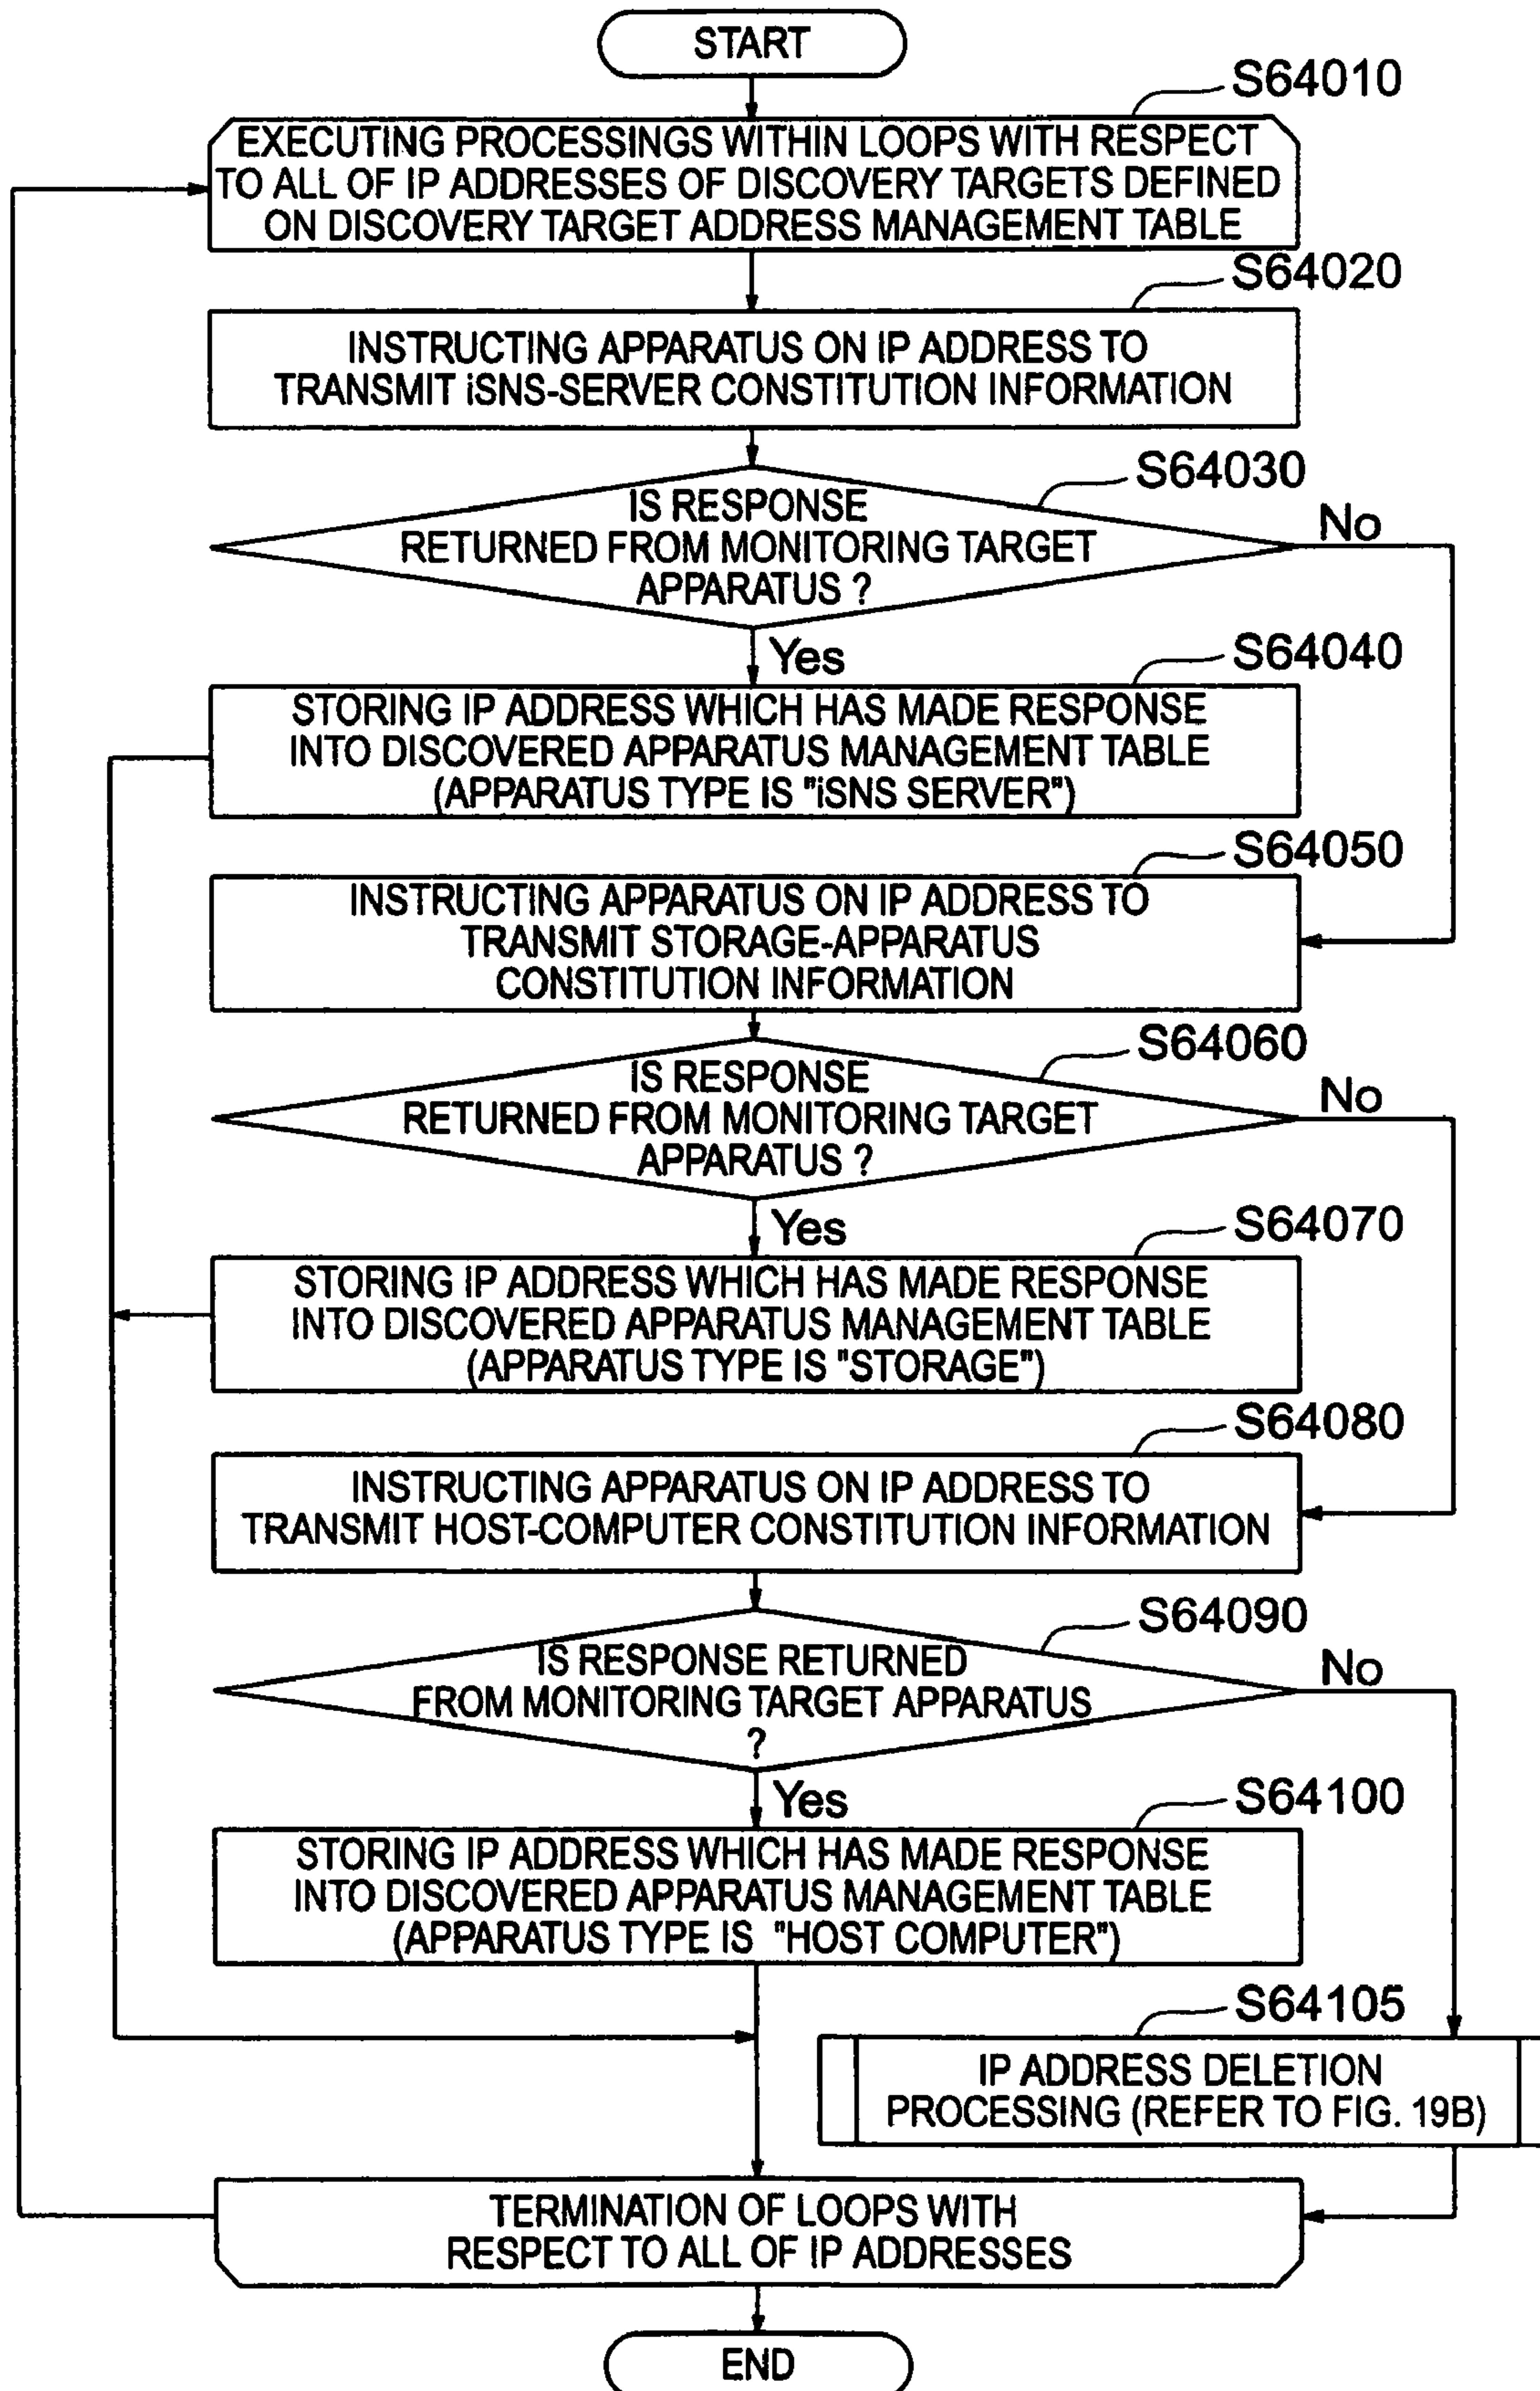 START
S64010
EXECUTING PROCESSINGS WITHIN LOOPS WITH RESPECT
TO ALL OF IP ADDRESSES OF DISCOVERY TARGETS DEFINED
ON DISCOVERY TARGET ADDRESS MANAGEMENT TABLE
S64020
INSTRUCTING APPARATUS ON IP ADDRESS TO
TRANSMIT iSNS-SERVER CONSTITUTION INFORMATION
S64030
IS RESPONSE
RETURNED FROM MONITORING TARGET
APPARATUS ?
No
Yes
S64040
STORING IP ADDRESS WHICH HAS MADE RESPONSE
INTO DISCOVERED APPARATUS MANAGEMENT TABLE
(APPARATUS TYPE IS "iSNS SERVER")
S64050
INSTRUCTING APPARATUS ON IP ADDRESS TO
TRANSMIT STORAGE-APPARATUS
CONSTITUTION INFORMATION
S64060
IS RESPONSE
RETURNED FROM MONITORING TARGET
APPARATUS ?
No
Yes
S64070
STORING IP ADDRESS WHICH HAS MADE RESPONSE
INTO DISCOVERED APPARATUS MANAGEMENT TABLE
(APPARATUS TYPE IS "STORAGE")
S64080
INSTRUCTING APPARATUS ON IP ADDRESS TO
TRANSMIT HOST-COMPUTER CONSTITUTION INFORMATION
S64090
IS RESPONSE RETURNED
FROM MONITORING TARGET APPARATUS
?
No
Yes
S64100
STORING IP ADDRESS WHICH HAS MADE RESPONSE
INTO DISCOVERED APPARATUS MANAGEMENT TABLE
(APPARATUS TYPE IS "HOST COMPUTER")
S64105
IP ADDRESS DELETION
PROCESSING (REFER TO FIG. 19B)
TERMINATION OF LOOPS WITH
RESPECT TO ALL OF IP ADDRESSES
END